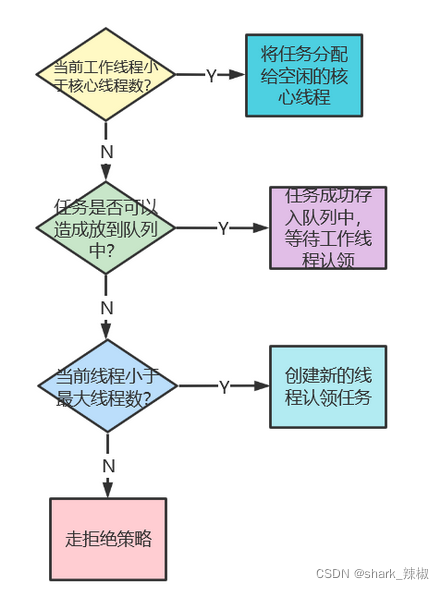 当前工作线程小
于核心线程数?
Y
将任务分配
给空闲的核
心线程
N
任务是否可以
造成放到队列
中?
Y
任务成功存
入队列中，
等待工作线
程认领
N
当前线程小于
最大线程数?
Y
创建新的线
程认领任务
N
走拒绝策略
CSDN @shark_辣椒